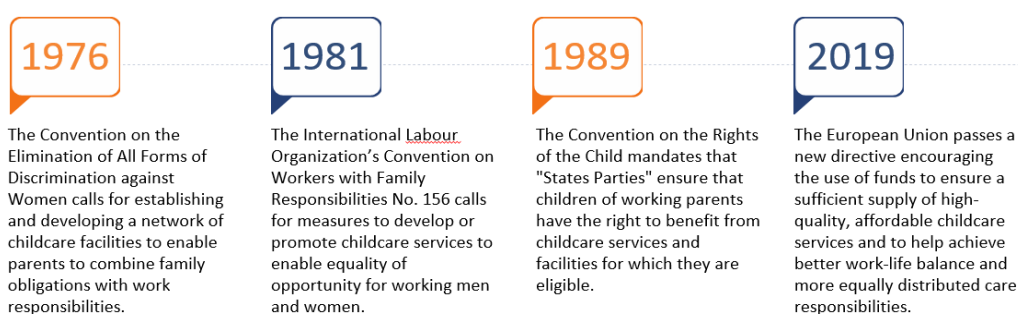 1976
The Convention on the
Elimination of All Forms of
Discrimination against
Women calls for establishing
and developing a network of
childcare facilities to enable
parents to combine family
obligations with work
responsibilities.
1981
The International Labour
Organization’s Convention on
Workers with Family
Responsibilities No. 156 calls
for measures to develop or
promote childcare services to
enable equality of
opportunity for working men
and women.
1989
The Convention on the Rights
of the Child mandates that
"States Parties" ensure that
children of working parents
have the right to benefit from
childcare services and
facilities for which they are
eligible.
2019
The European Union passes a
new directive encouraging
the use of funds to ensure a
sufficient supply of high-
quality, affordable childcare
services and to help achieve
better work-life balance and
more equally distributed care
responsibilities.